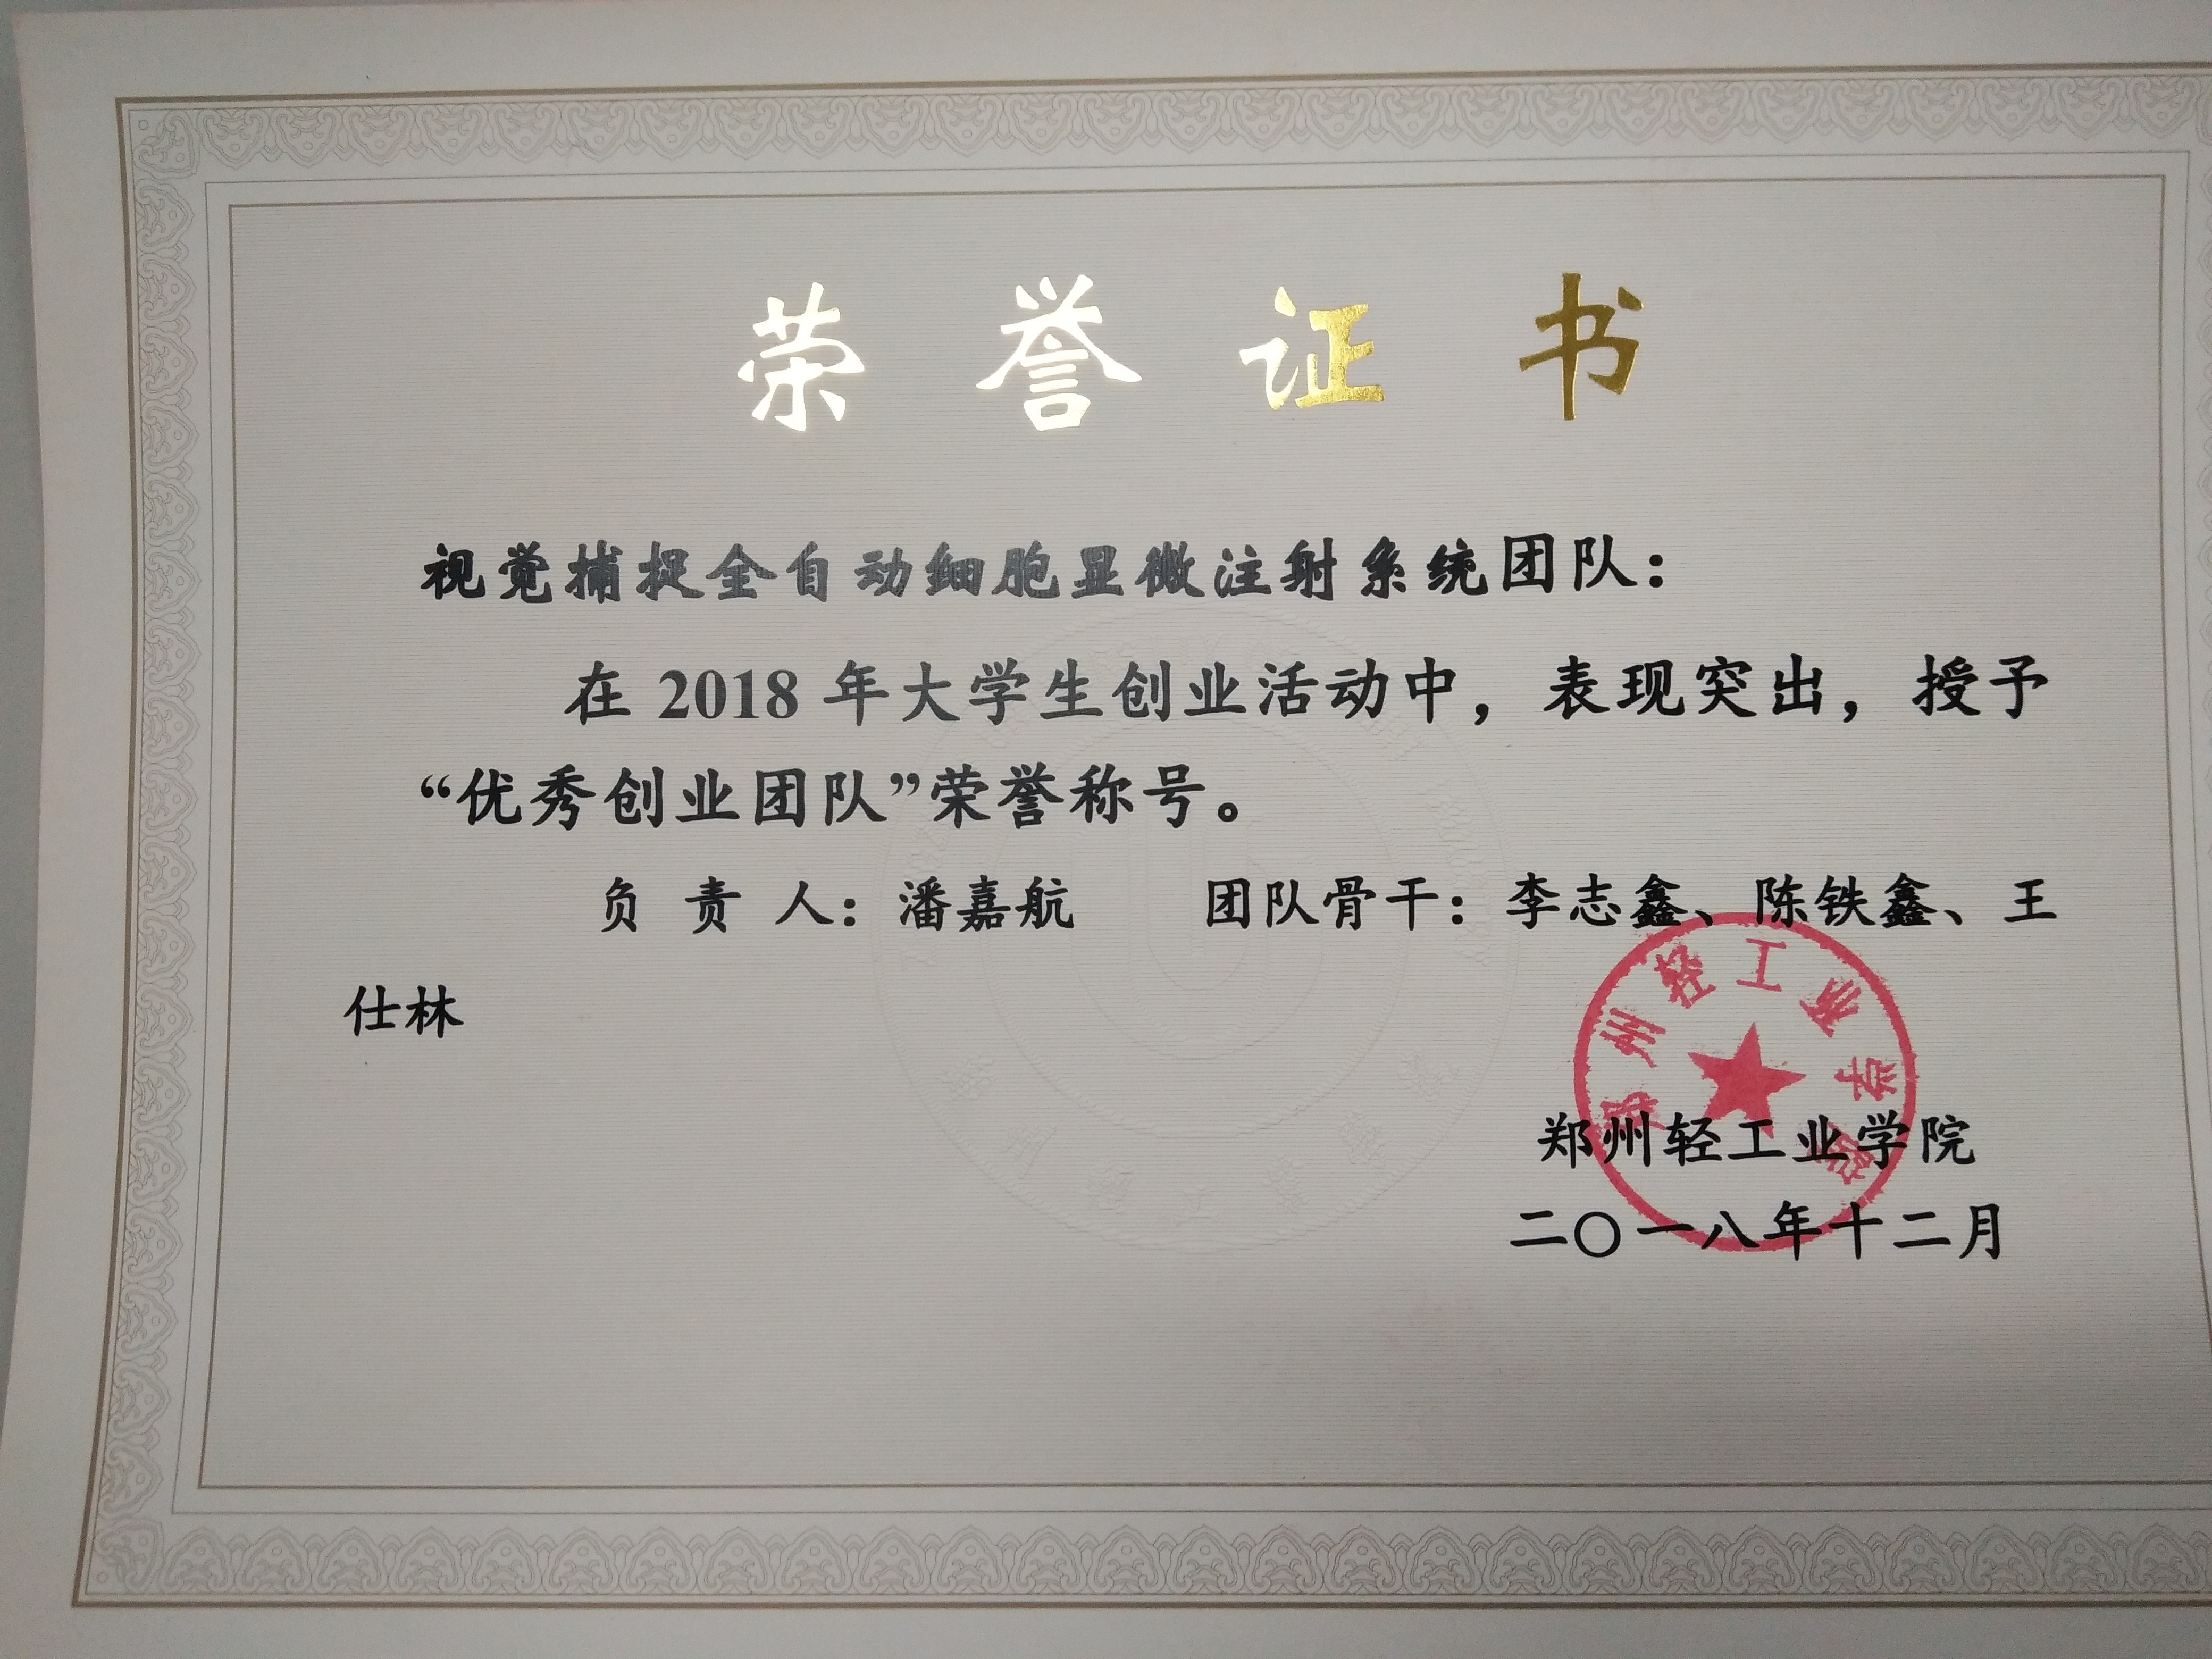 荣誉证书
视觉捕捉全自动细胞显微注射系统团队：
在 2018 年大学生创业活动中，表现突出，授予
“优秀创业团队”荣誉称号。
负 责 人：潘嘉航 团队骨干：李志鑫、陈铁鑫、王
仕林
郑州轻工业学院
郑州轻工业学院
二〇一八年十二月